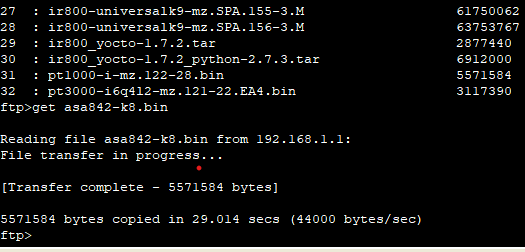 27 : ir800-universalk9-mz.SPA.155-3.M 61750062
28 : ir800-universalk9-mz.SPA.156-3.M 63753767
29 : ir800_yocto-1.7.2.tar 2877440
30 : ir800_yocto-1.7.2_python-2.7.3.tar 6912000
31 : pt1000-i-mz.122-28.bin 5571584
32 : pt3000-i6q4l2-mz.121-22.EA4.bin 3117390
ftp>get asa842-k8.bin
Reading file asa842-k8.bin from 192.168.1.1:
File transfer in progress...
[Transfer complete - 5571584 bytes]
5571584 bytes copied in 29.014 secs (44000 bytes/sec)
ftp>